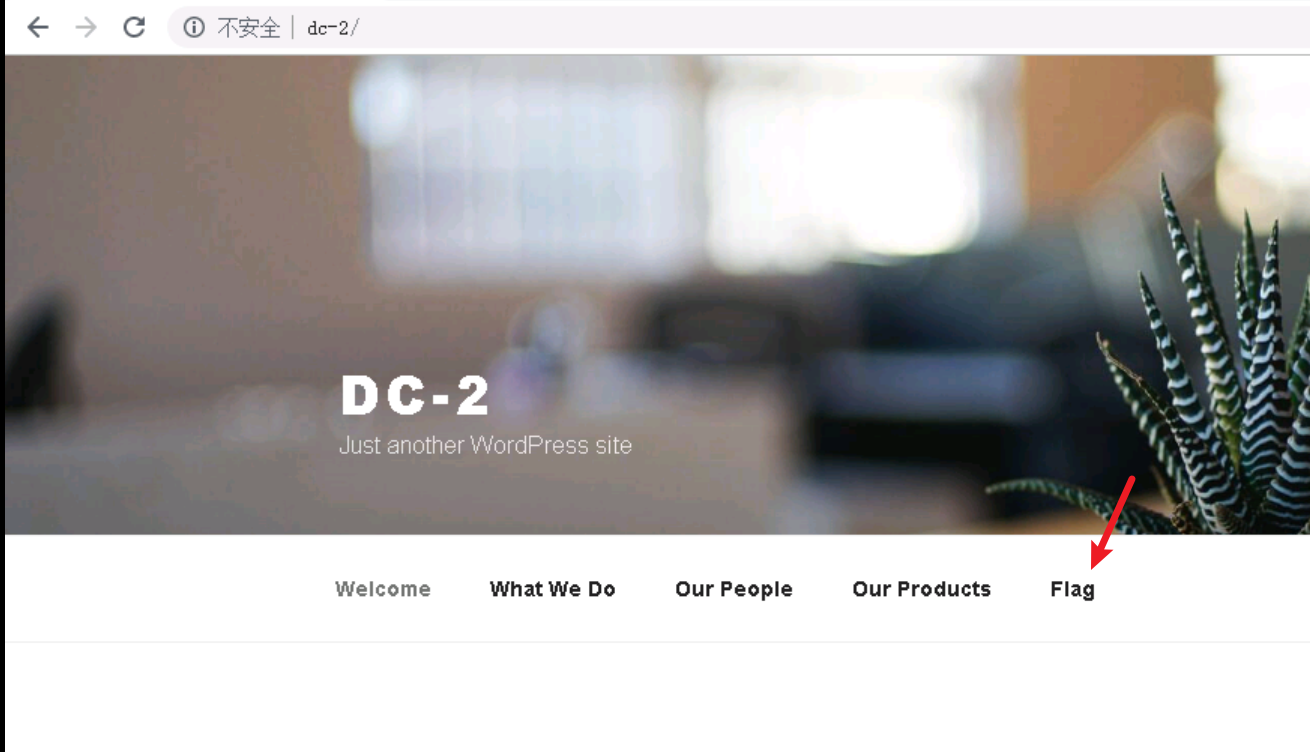 不安全 | dc-2/
DC-2
Just another WordPress site
Welcome What We Do Our People Our Products Flag